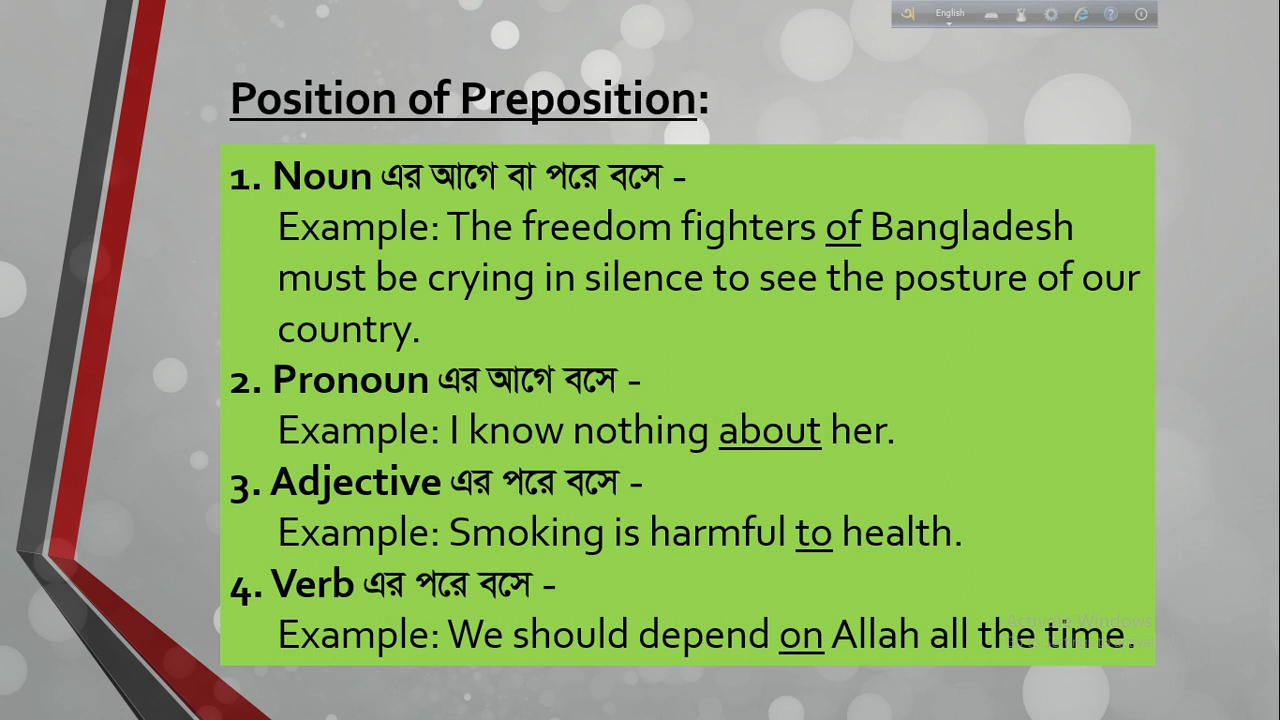 অ English
Position of Preposition:
1. Noun এর আগে বা পরে বসে -
Example: The freedom fighters of Bangladesh
must be crying in silence to see the posture of our
country.
2. Pronoun এর আগে বসে -
Example: I know nothing about her.
3. Adjective এর পরে বসে -
Example: Smoking is harmful to health.
4. Verb এর পরে বসে -
Example: We should depend on Allah all the time.
Activate Windows